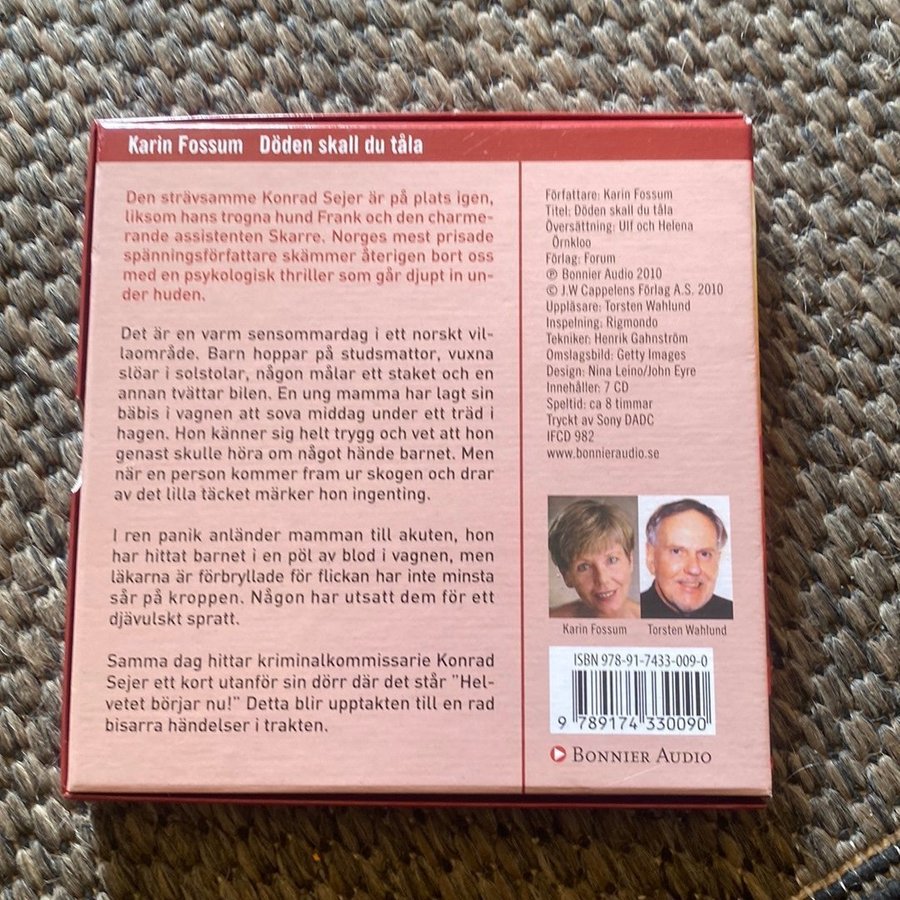 Karin Fossum Döden skall du tåla
Den strävsamme Konrad Sejer är på plats igen,
liksom hans trogna hund Frank och den charme-
rande assistenten Skarre. Norges mest prisade
spänningsförfattare skämmer återigen bort oss
med en psykologisk thriller som går djupt in un-
der huden.
Det är en varm sensommardag i ett norskt vil-
laområde. Barn hoppar på studsmattor, vuxna
slöar i solstolar, någon målar ett staket och en
annan tvättar bilen. En ung mamma har lagt sin
bäbis i vagnen att sova middag under ett träd i
hagen. Hon känner sig helt trygg och vet att hon
genast skulle höra om något hände barnet. Men
när en person kommer fram ur skogen och drar
av det lilla täcket märker hon ingenting.
I ren panik anländer mamman till akuten, hon
har hittat barnet i en pöl av blod i vagnen, men
läkarna är förbryllade för flickan har inte minsta
sår på kroppen. Någon har utsatt dem för ett
djävulskt spratt.
Samma dag hittar kriminalkommissarie Konrad
Sejer ett kort utanför sin dörr där det står "Hel-
vetet börjar nu!" Detta blir upptakten till en rad
bisarra händelser i trakten.
Författare: Karin Fossum
Titel: Döden skall du tåla
Översättning: Ulf och Helena
Örnkloo
Förlag: Forum
℗ Bonnier Audio 2010
© J.W Cappelens Förlag A.S. 2010
Uppläsare: Torsten Wahlund
Inspelning: Rigmondo
Tekniker: Henrik Gahnström
Omslagsbild: Getty Images
Design: Nina Leino/John Eyre
Innehåller: 7 CD
Speltid: ca 8 timmar
Tryckt av Sony DADC
IFCD 982
www.bonnieraudio.se
Karin Fossum Torsten Wahlund
ISBN 978-91-7433-009-0
9 789174 330090
BONNIER AUDIO